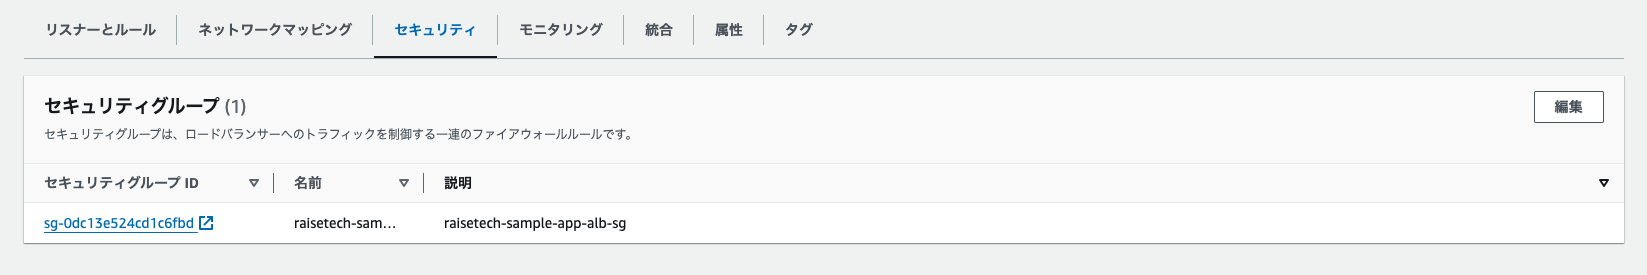 リスナーとルール ネットワークマッピング セキュリティ モニタリング 統合 属性 タグ
セキュリティグループ (1)
編集
セキュリティグループは、ロードバランサーへのトラフィックを制御する一連のファイアウォールルールです。
セキュリティグループ ID 名前 説明
sg-0dc13e524cd1c6fbd raisetech-sam... raisetech-sample-app-alb-sg